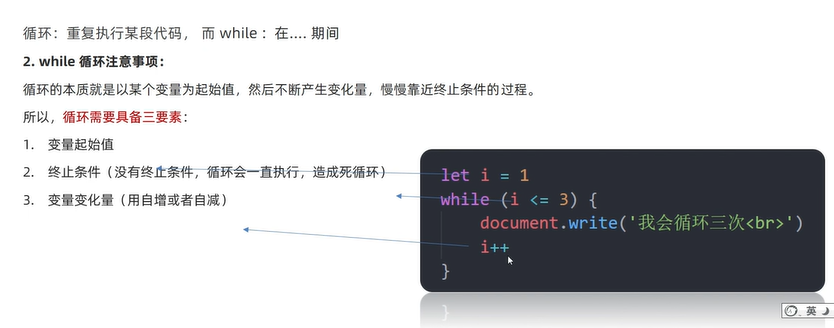 循环：重复执行某段代码， 而 while ：在.... 期间
2. while 循环注意事项：
循环的本质就是以某个变量为起始值，然后不断产生变化量，慢慢靠近终止条件的过程。
所以，循环需要具备三要素：
1. 变量起始值
2. 终止条件（没有终止条件，循环会一直执行，造成死循环）
3. 变量变化量（用自增或者自减）
let i = 1
while (i <= 3) {
    document.write('我会循环三次<br>')
    i++
}
英